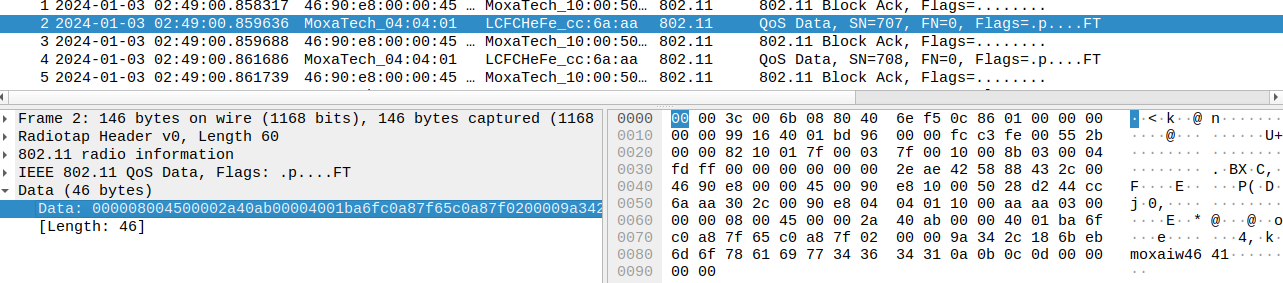 1 2024-01-03 02:49:00.858317 46:90:e8:00:00:45 … MoxaTech_10:00:50… 802.11 802.11 Block Ack, Flags=........
2 2024-01-03 02:49:00.859636 MoxaTech_04:04:01 LCFCHeFe_cc:6a:aa 802.11 QoS Data, SN=707, FN=0, Flags=.p....FT
3 2024-01-03 02:49:00.859688 46:90:e8:00:00:45 … MoxaTech_10:00:50… 802.11 802.11 Block Ack, Flags=........
4 2024-01-03 02:49:00.861686 MoxaTech_04:04:01 LCFCHeFe_cc:6a:aa 802.11 QoS Data, SN=708, FN=0, Flags=.p....FT
5 2024-01-03 02:49:00.861739 46:90:e8:00:00:45 … MoxaTech_10:00:50… 802.11 802.11 Block Ack, Flags=........
Frame 2: 146 bytes on wire (1168 bits), 146 bytes captured (1168
Radiotap Header v0, Length 60
802.11 radio information
IEEE 802.11 QoS Data, Flags: .p....FT
Data (46 bytes)
Data: 000008004500002a40ab00004001ba6fc0a87f65c0a87f0200009a342
[Length: 46]
0000 00 00 3c 00 6b 08 80 40 6e f5 0c 86 01 00 00 00 ··<·k··@n·······
0010 00 00 99 16 40 01 bd 96 00 00 fc c3 fe 00 55 2b ····@·········U+
0020 00 00 82 10 01 7f 00 03 7f 00 10 00 8b 03 00 04 ················
0030 fd ff 00 00 00 00 00 00 2e ae 42 58 88 43 2c 00 ········.·BX·C,·
0040 46 90 e8 00 00 45 00 90 e8 10 00 50 28 d2 44 cc F····E·····P(·D·
0050 6a aa 30 2c 00 90 e8 04 04 01 10 00 aa aa 03 00 j·0,············
0060 00 00 08 00 45 00 00 2a 40 ab 00 00 40 01 ba 6f ····E··*@···@··o
0070 c0 a8 7f 65 c0 a8 7f 02 00 00 9a 34 2c 18 6b eb ···e·······4,·k·
0080 6d 6f 78 61 69 77 34 36 34 31 0a 0b 0c 0d 00 00 moxaiw46 41······
0090 00 00 ··